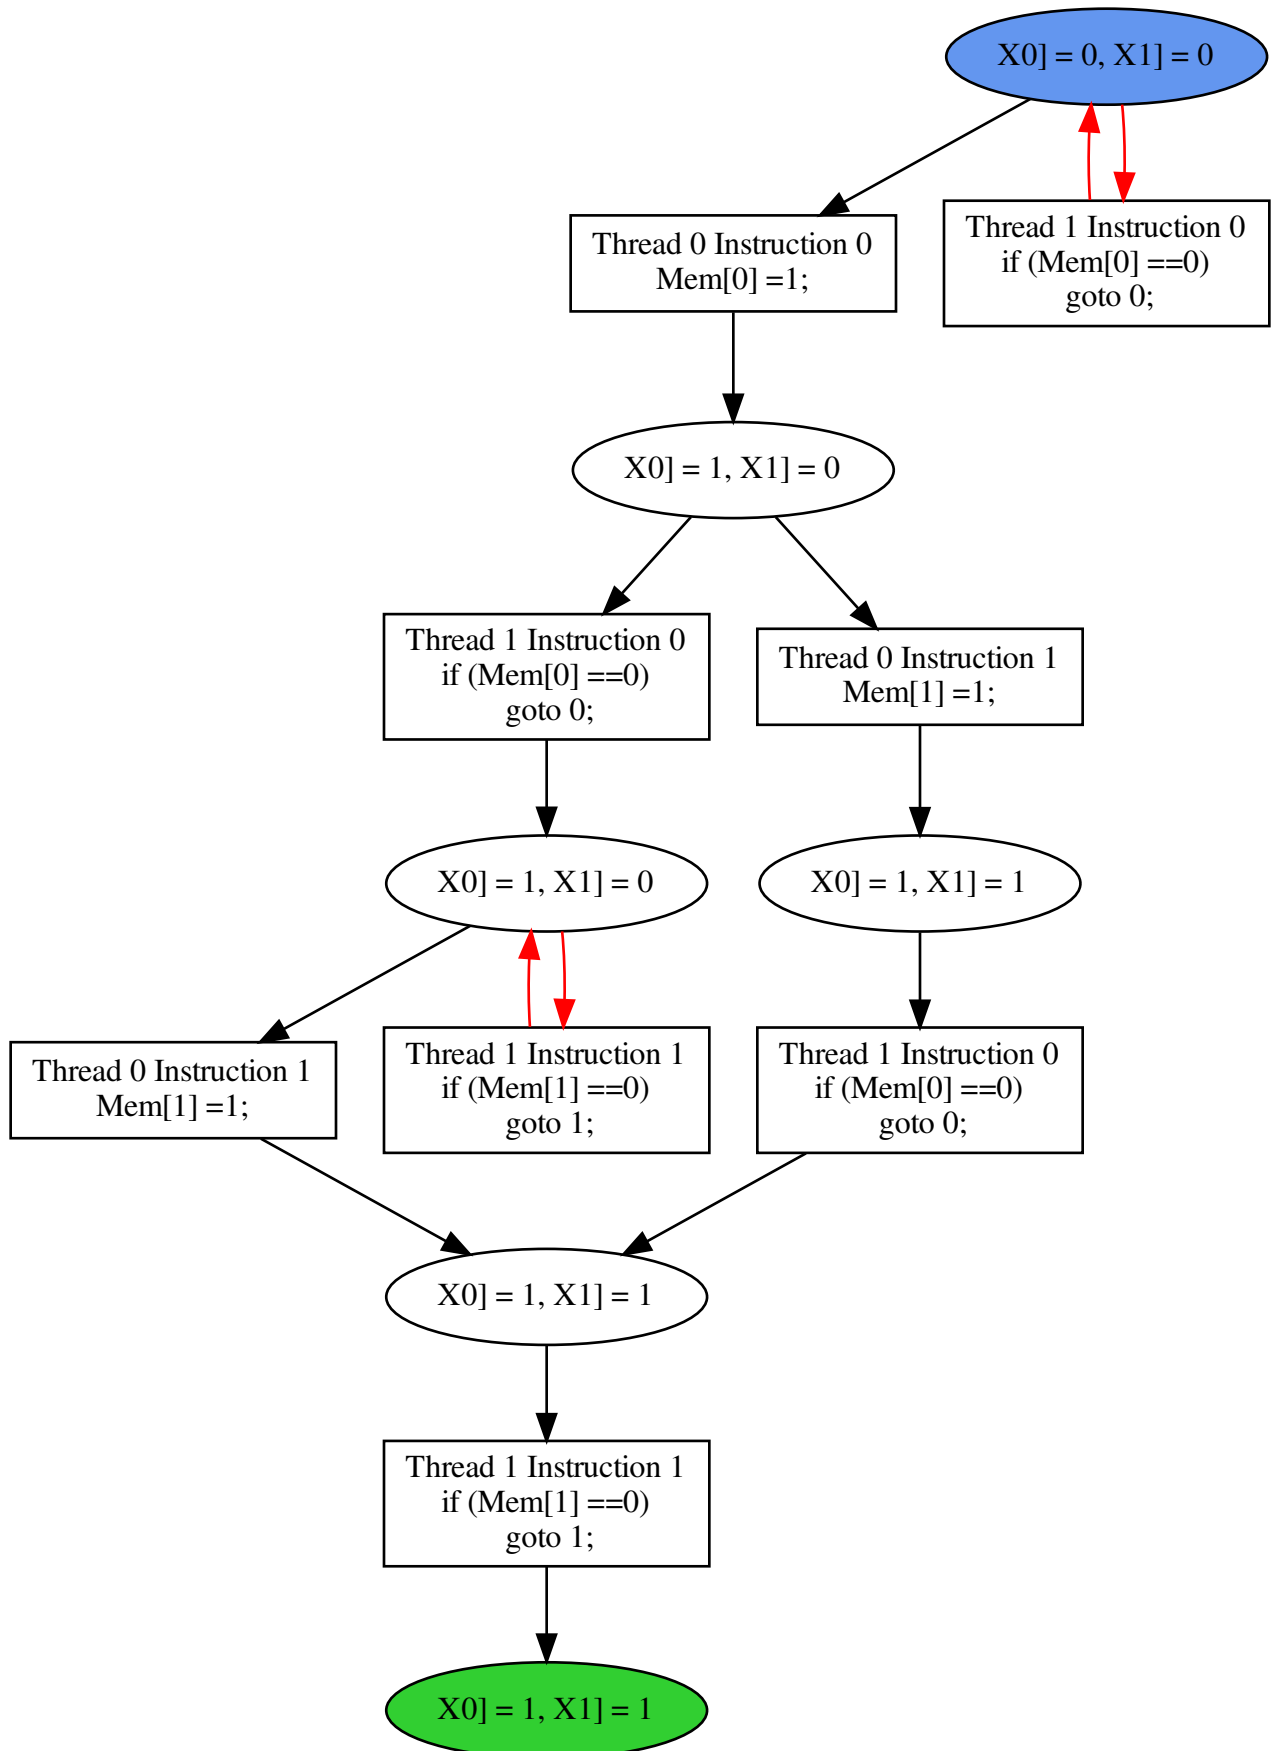 X0] = 0, X1] = 0
Thread 0 Instruction 0
Mem[0] =1;
Thread 1 Instruction 0
if (Mem[0] ==0)
goto 0;
X0] = 1, X1] = 0
Thread 1 Instruction 0
if (Mem[0] ==0)
goto 0;
Thread 0 Instruction 1
Mem[1] =1;
X0] = 1, X1] = 0
X0] = 1, X1] = 1
Thread 0 Instruction 1
Mem[1] =1;
Thread 1 Instruction 1
if (Mem[1] ==0)
goto 1;
Thread 1 Instruction 0
if (Mem[0] ==0)
goto 0;
X0] = 1, X1] = 1
Thread 1 Instruction 1
if (Mem[1] ==0)
goto 1;
X0] = 1, X1] = 1